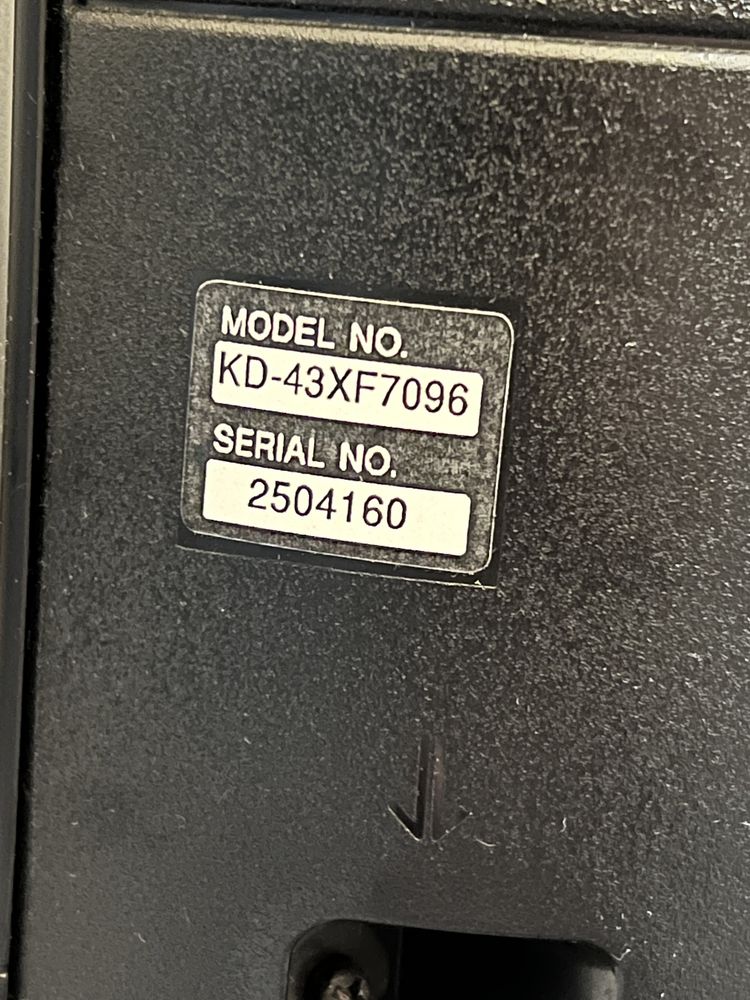 MODEL NO.
KD-43XF7096
SERIAL NO.
2504160